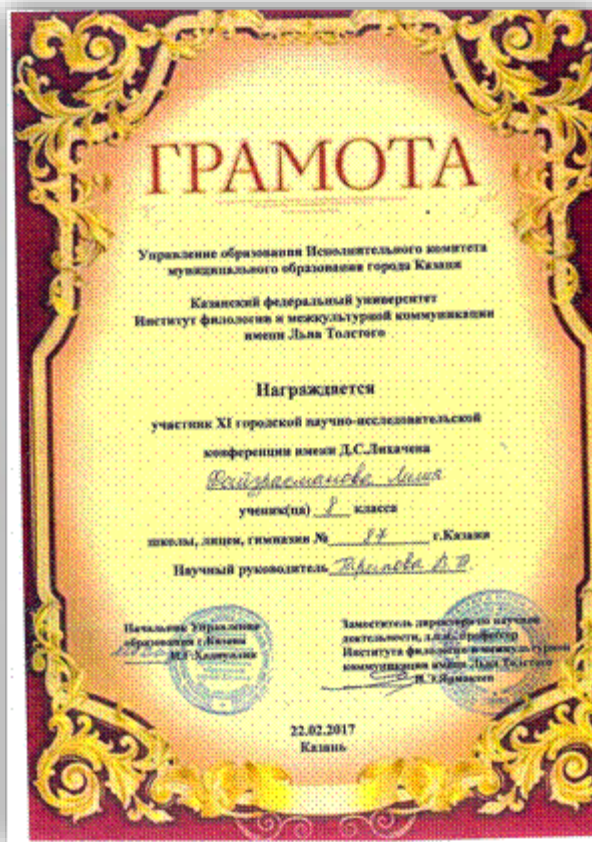 ГРАМОТА
Управление образования Исполнительного комитета
муниципального образования города Казани
Казанский федеральный университет
Институт филологии и межкультурной коммуникации
имени Льва Толстого
Награждается
участник XI городской научно-исследовательской
конференции имени Д.С.Лихачева
Файзрахманова
ученик(ца) 8 класса
школы, лицея, гимназии № 87 г.Казани
Научный руководитель
Начальник Управления
образования г.Казани
И.Г.Хадиуллин
Заместитель директора по научной
деятельности, д.п.н., профессор
Института филологии и межкультурной
коммуникации имени Льва Толстого
22.02.2017
Казань